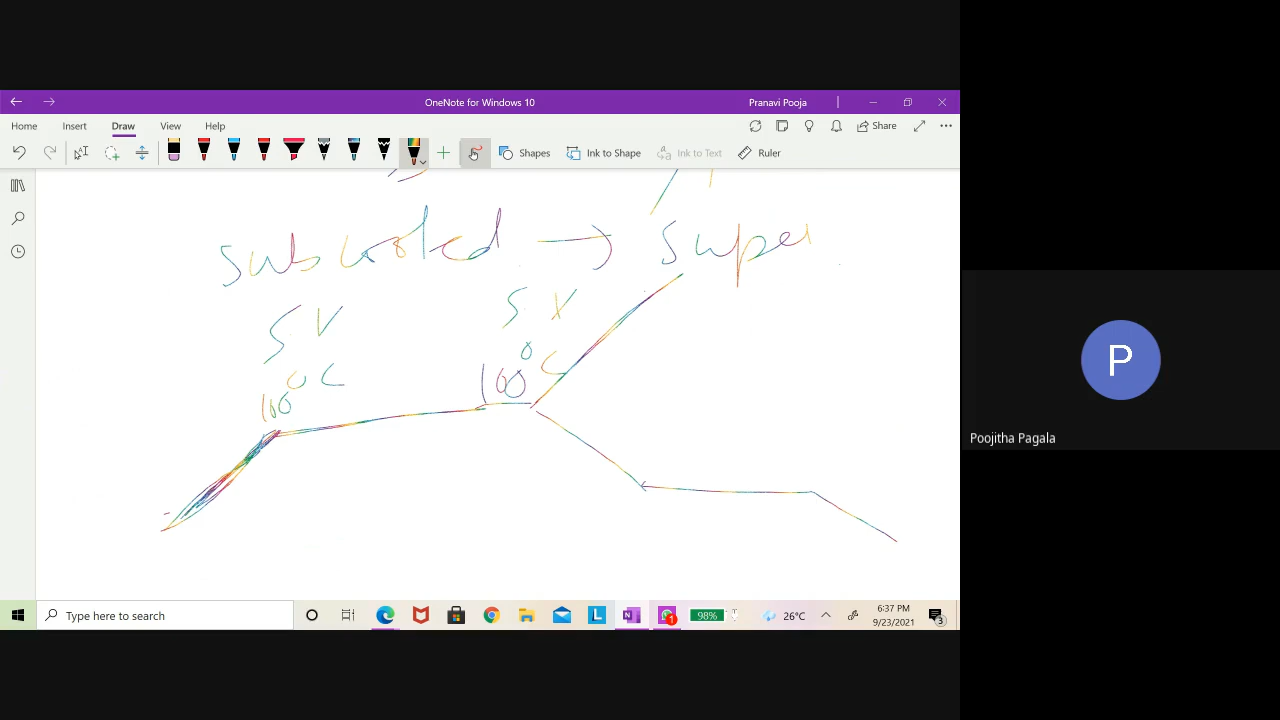 OneNote for Windows 10
Pranavi Pooja
Home Insert Draw View Help
Share
Shapes Ink to Shape Ink to Text Ruler
Subcooled → Super
S V
S V
100°C
100°C
P
Poojitha Pagala
Type here to search
98%
26°C
6:37 PM
9/23/2021
L
1
3